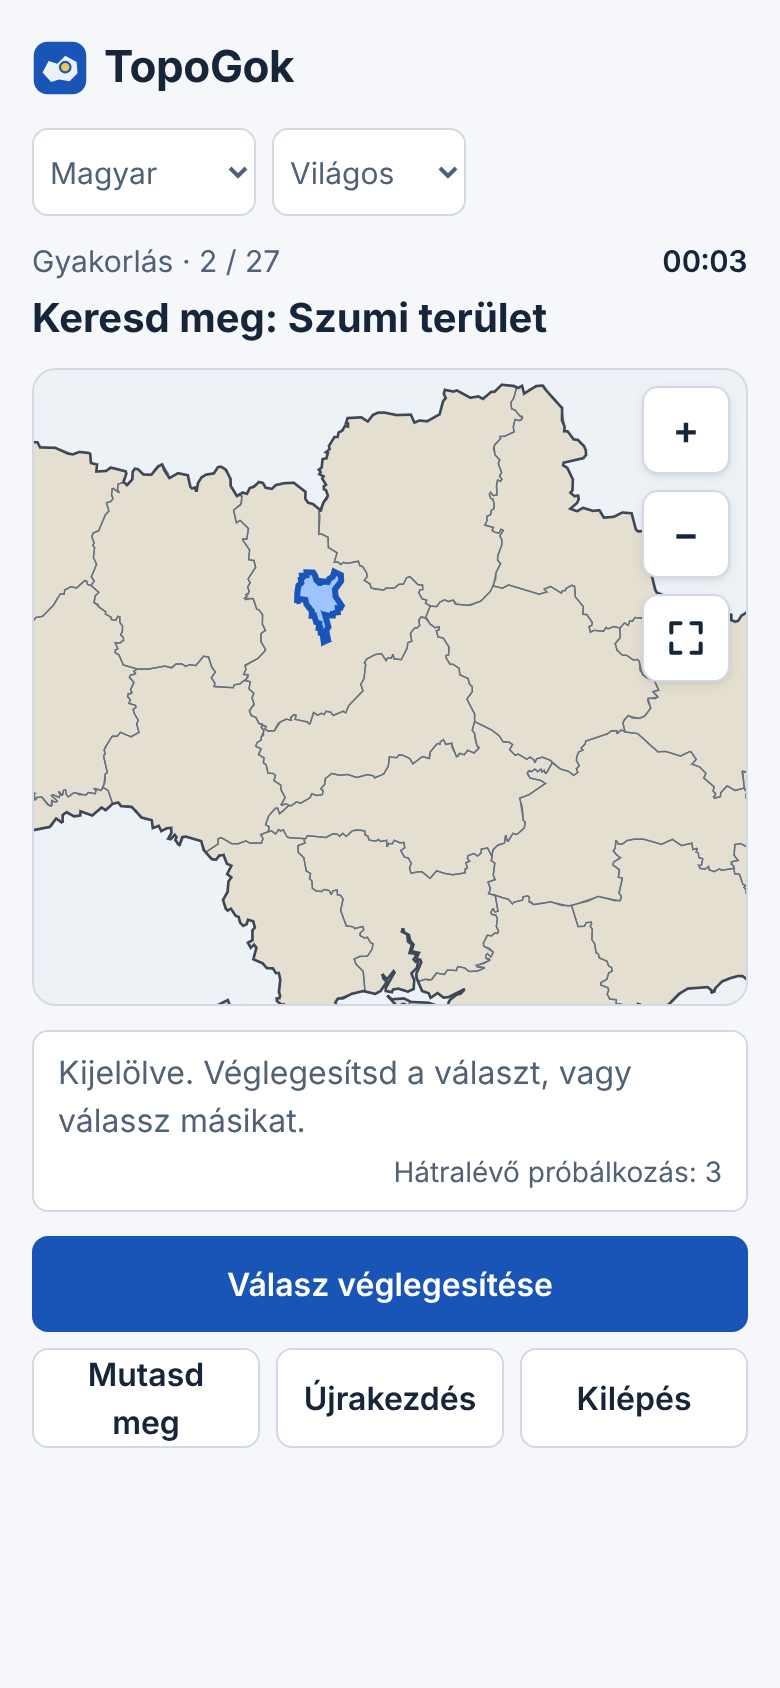 TopoGok
Magyar
Világos
Gyakorlás · 2 / 27
00:03
Keresd meg: Szumi terület
+
−
Kijelölve. Véglegesítsd a választ, vagy
válassz másikat.
Hátralévő próbálkozás: 3
Válasz véglegesítése
Mutasd
meg
Újrakezdés
Kilépés